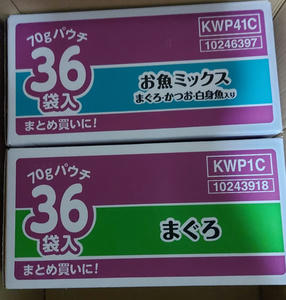 70gパウチ
36
袋入
まとめ買いに!
KWP41C
10246397
お魚ミックス
まぐろ・かつお・白身魚入り
70gパウチ
36
袋入
まとめ買いに!
KWP1C
10243918
まぐろ